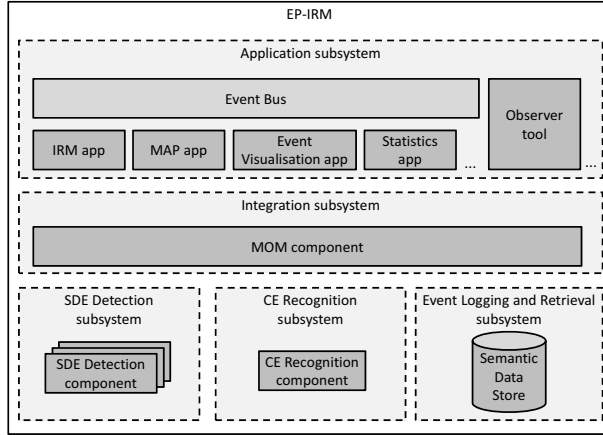 EP-IRM
Application subsystem
Event Bus
Observer
tool
IRM app
MAP app
Event
Visualisation app
Statistics
app
...
...
Integration subsystem
MOM component
SDE Detection
subsystem
SDE Detection
component
CE Recognition
subsystem
CE Recognition
component
Event Logging and Retrieval
subsystem
Semantic
Data
Store